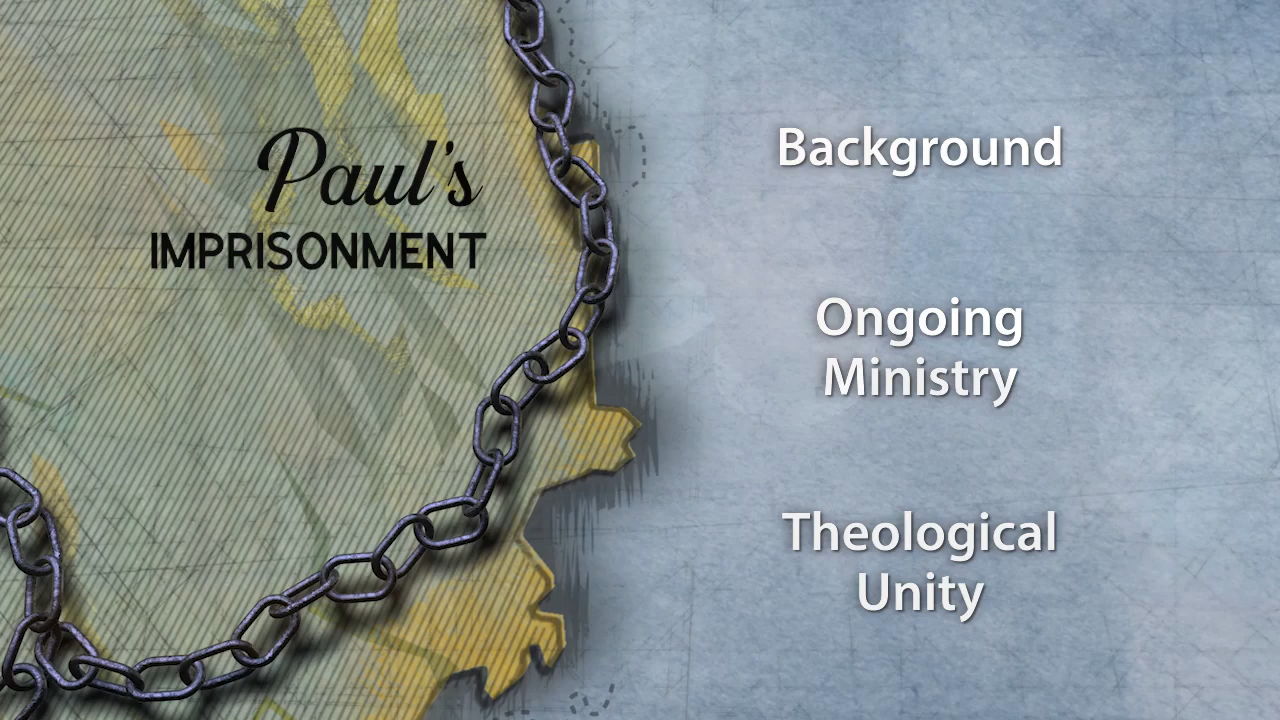 Paul's
IMPRISONMENT
Background
Ongoing
Ministry
Theological
Unity